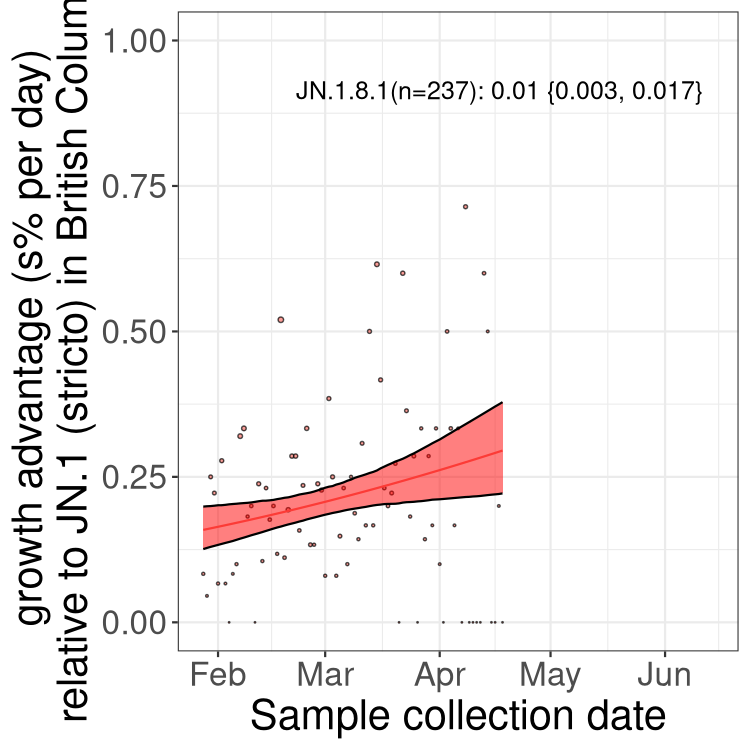 growth advantage (s% per day)
relative to JN.1 (stricto) in British Colum
1.00
0.75
0.50
0.25
0.00
JN.1.8.1(n=237): 0.01 {0.003, 0.017}
Feb Mar Apr May Jun
Sample collection date